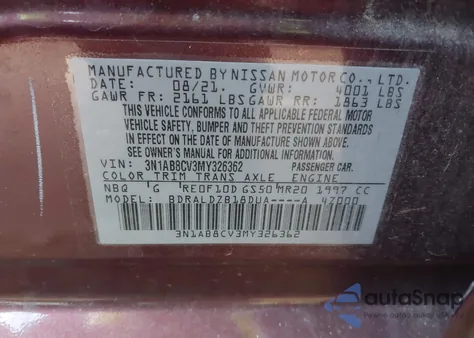 MANUFACTURED BY NISSAN MOTOR CO., LTD.
DATE: 08/21. GVWR: 4001 LBS
GAWR FR: 2161 LBS GAWR RR: 1863 LBS
THIS VEHICLE CONFORMS TO ALL APPLICABLE FEDERAL MOTOR
VEHICLE SAFETY, BUMPER AND THEFT PREVENTION STANDARDS
IN EFFECT ON THE DATE OF MANUFACTURE SHOWN ABOVE.
SEE OWNER'S MANUAL FOR ADDITIONAL INFORMATION.
VIN: 3N1AB8CV3MY326362 PASSENGER CAR.
COLOR TRIM TRANS AXLE ENGINE
NBQ G RE0F10D GS50 MR20 1997 CC
MODEL: BDRALDZB18DUA----A 47000
3N1AB8CV3MY326362
autoSnap